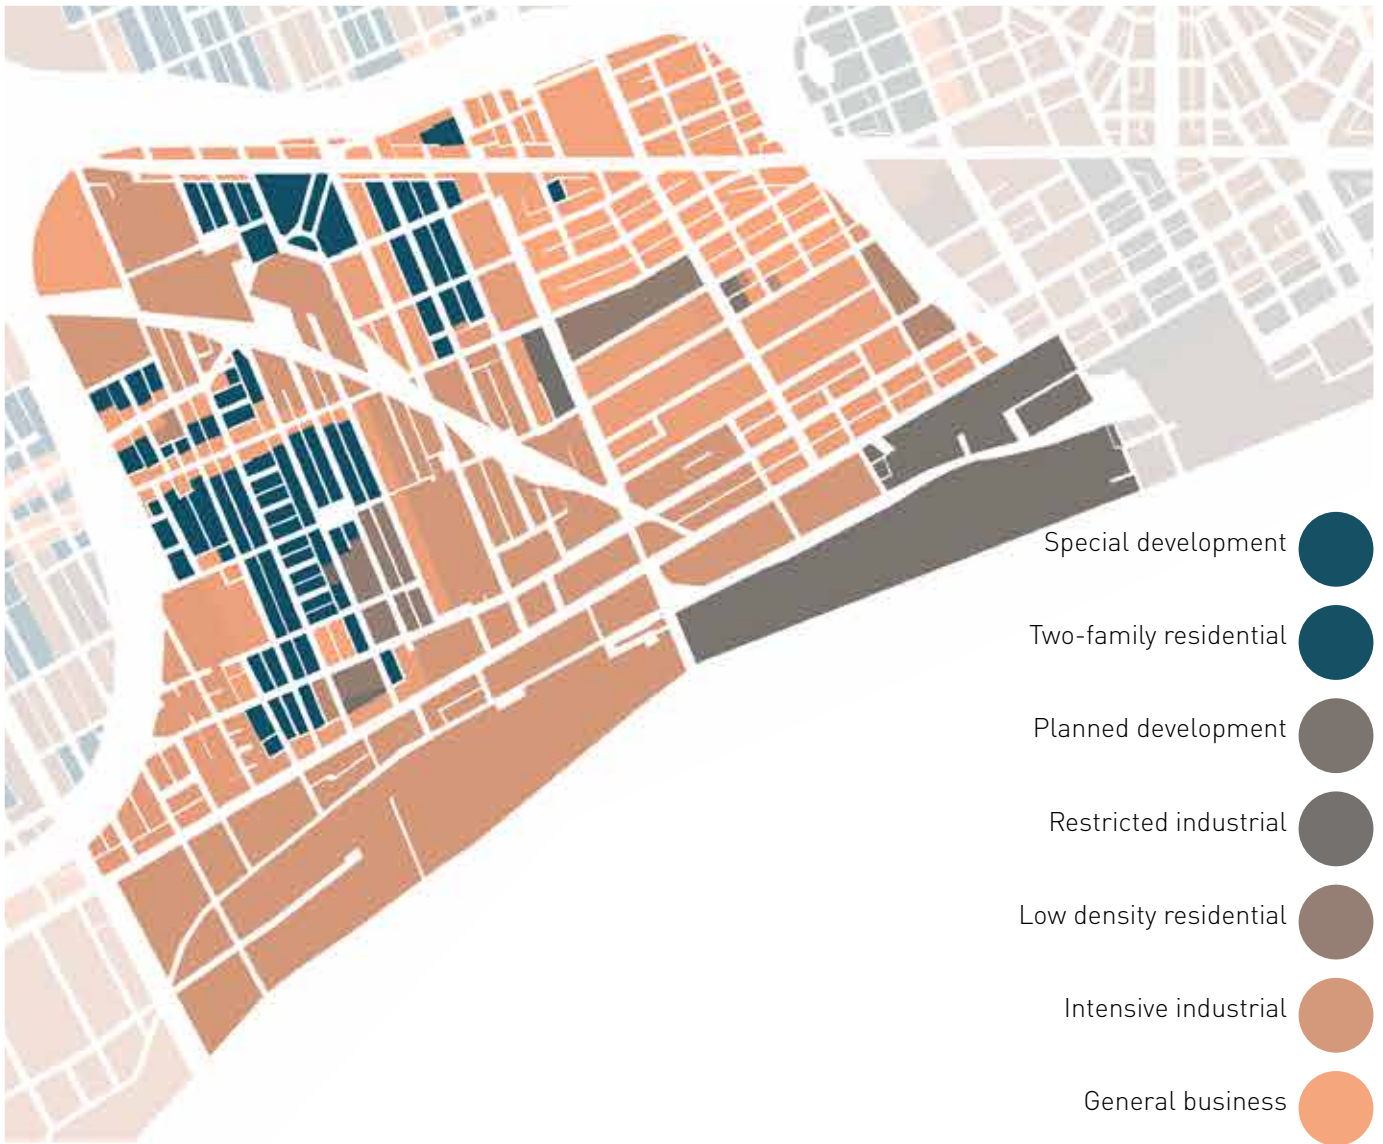 Special development
Two-family residential
Planned development
Restricted industrial
Low density residential
Intensive industrial
General business